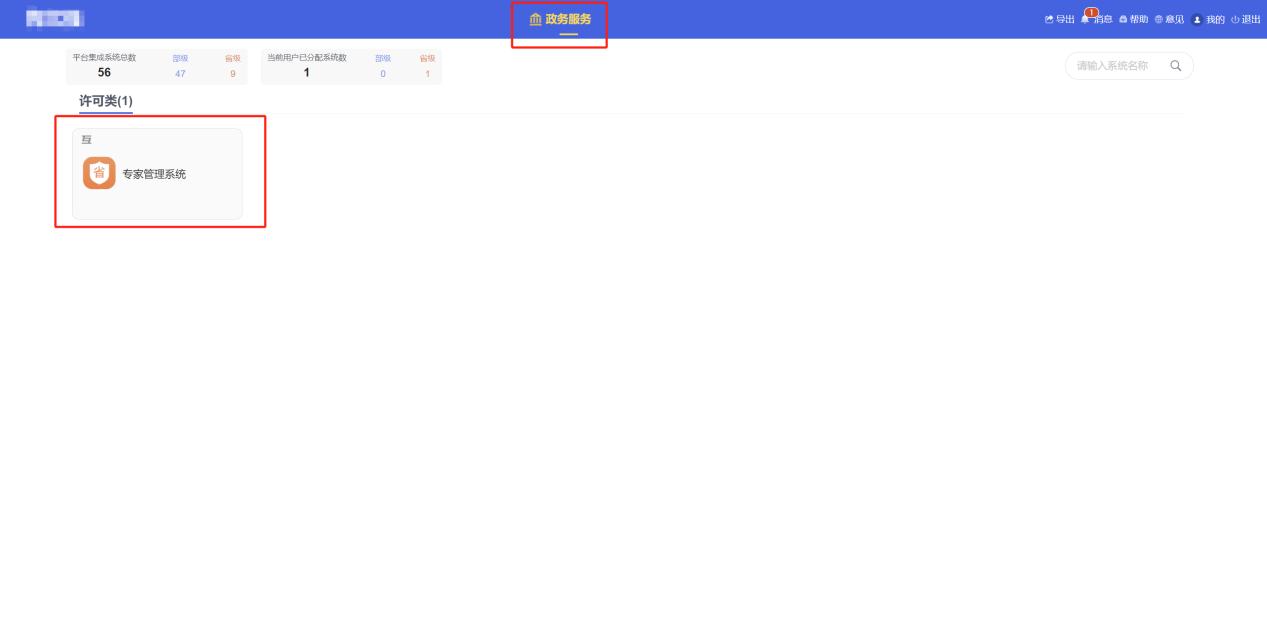 政务服务
导出 1 消息 帮助 意见 我的 退出
平台集成系统总数 部级 省级 当前用户已分配系统数 部级 省级
56 47 9 1 0 1
请输入系统名称
许可类(1)
互
省 专家管理系统